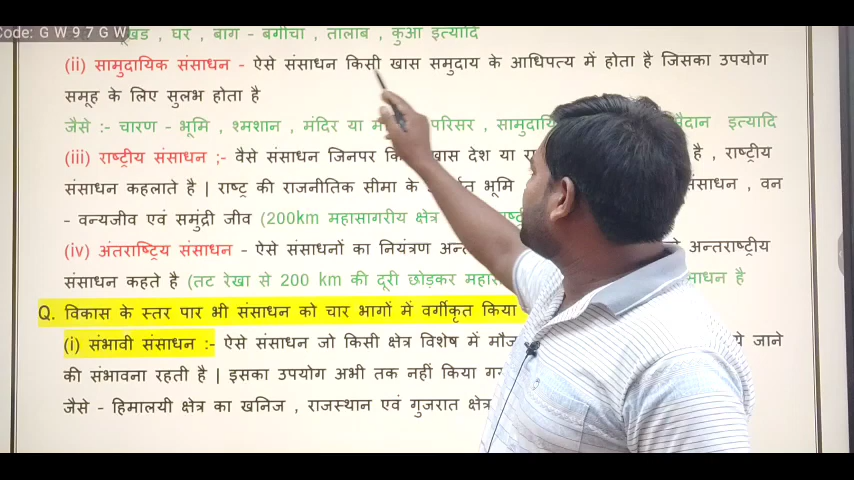 Code: G W 9 7 G W
घर , बाग - बगीचा , तालाब , कुआँ इत्यादि
(ii) सामुदायिक संसाधन - ऐसे संसाधन किसी खास समुदाय के आधिपत्य में होता है जिसका उपयोग
समूह के लिए सुलभ होता है
जैसे :- चारण - भूमि , श्मशान , मंदिर या परिसर , इत्यादि
(iii) राष्ट्रीय संसाधन ;- वैसे संसाधन जिनपर खास देश या है , राष्ट्रीय
संसाधन कहलाते है | राष्ट्र की राजनीतिक सीमा के भूमि संसाधन , वन
- वन्यजीव एवं समुंद्री जीव (200km महासागरीय क्षेत्र
(iv) अंतराष्ट्रिय संसाधन - ऐसे संसाधनों का नियंत्रण अन्तराष्ट्रीय
संसाधन कहते है (तट रेखा से 200 km की दूरी छोड़कर है
Q. विकास के स्तर पार भी संसाधन को चार भागों में वर्गीकृत किया
(i) संभावी संसाधन :- ऐसे संसाधन जो किसी क्षेत्र विशेष में जाने
की संभावना रहती है | इसका उपयोग अभी तक नहीं किया
जैसे - हिमालयी क्षेत्र का खनिज , राजस्थान एवं गुजरात क्षेत्र